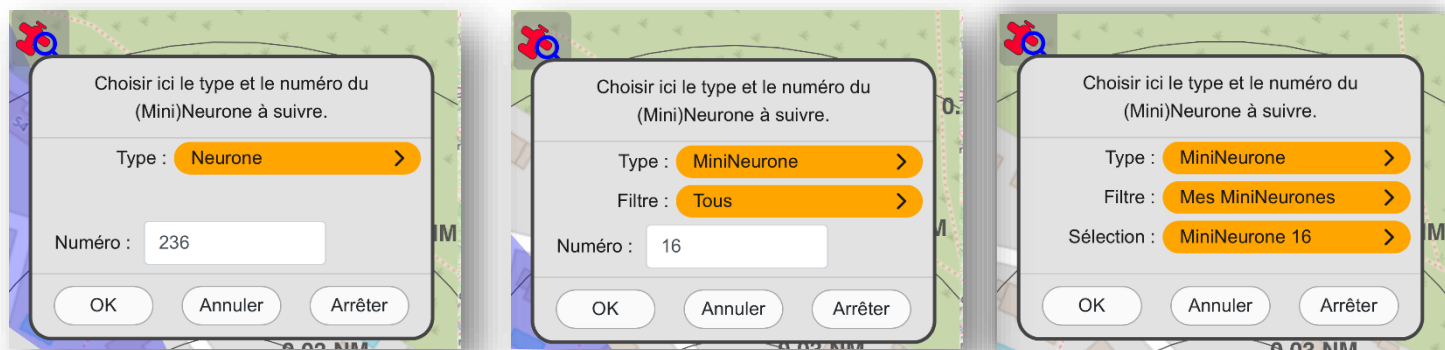 Choisir ici le type et le numéro du
(Mini)Neurone à suivre.
Type : Neurone
Numéro : 236
OK Annuler Arrêter
Choisir ici le type et le numéro du
(Mini)Neurone à suivre.
Type : MiniNeurone
Filtre : Tous
Numéro : 16
OK Annuler Arrêter
Choisir ici le type et le numéro du
(Mini)Neurone à suivre.
Type : MiniNeurone
Filtre : Mes MiniNeurones
Sélection : MiniNeurone 16
OK Annuler Arrêter